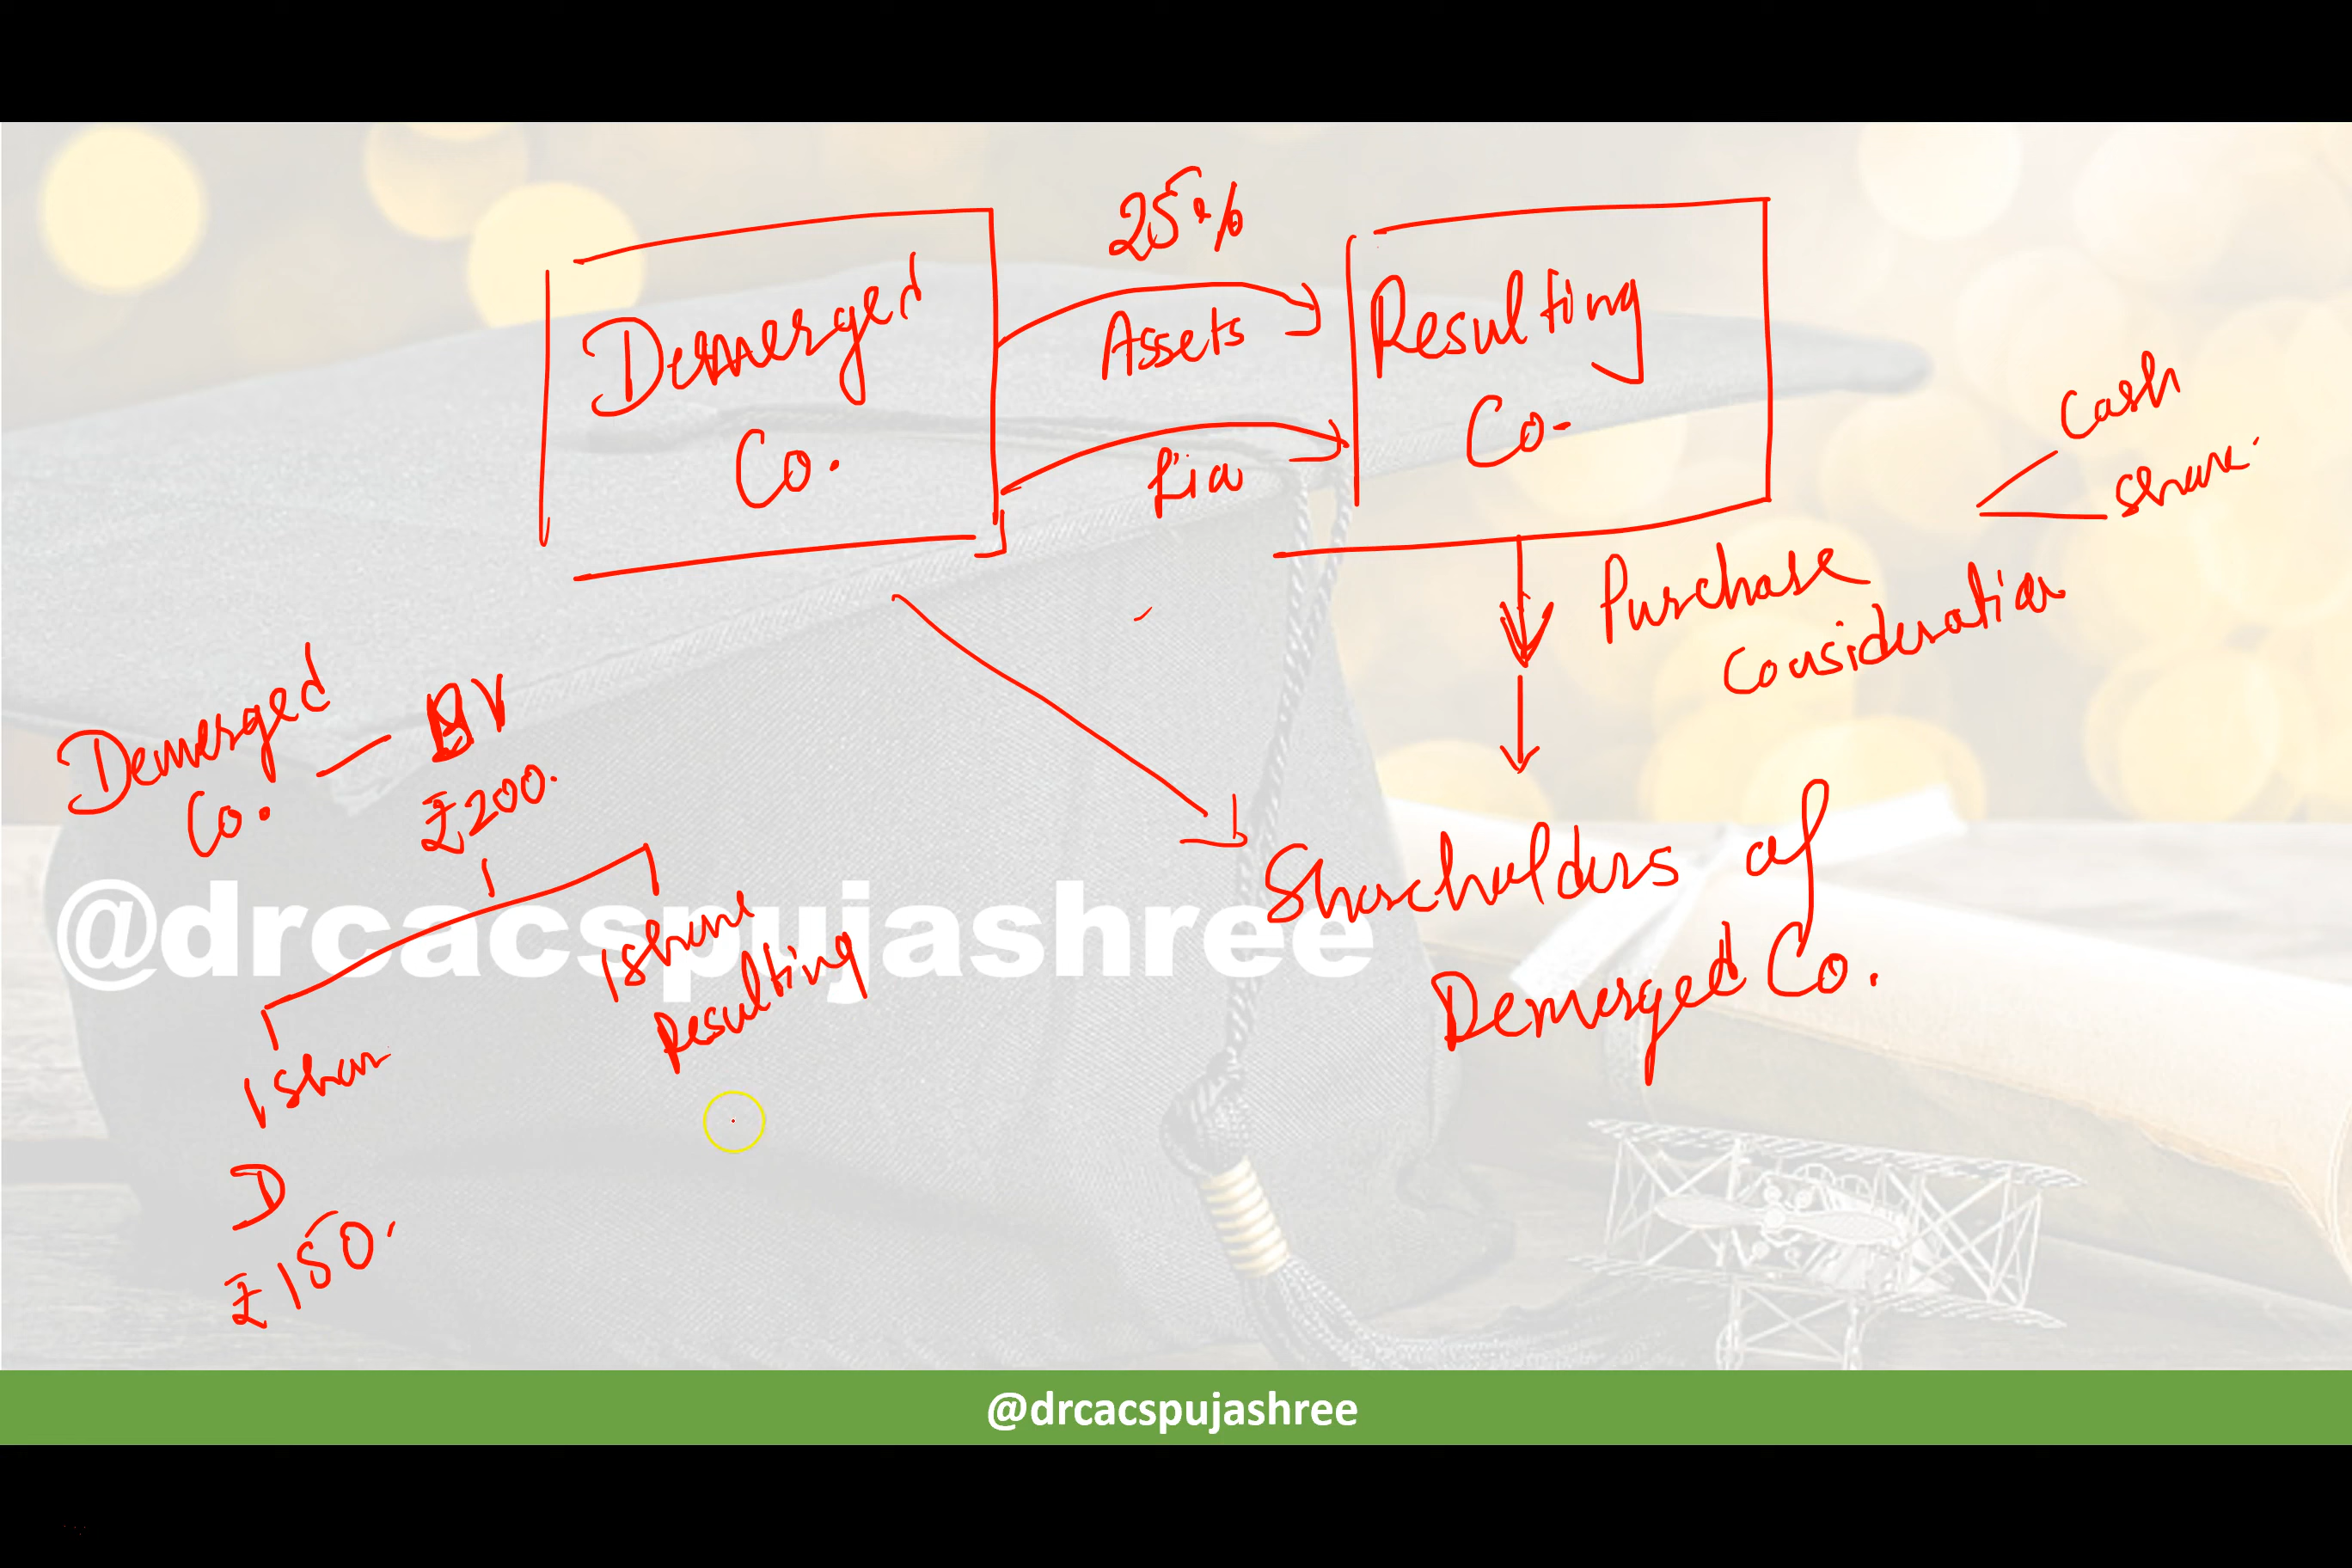 25%
Demerged
Co.
Assets
Lia
Resulting
Co.
Cash
Share.
Purchase
Consideration
Demerged
Co.
BV
₹200.
@drcacspujashree
1 share
Resulting
1 Shar
D
₹150.
Shareholders of
Demerged Co.
@drcacspujashree